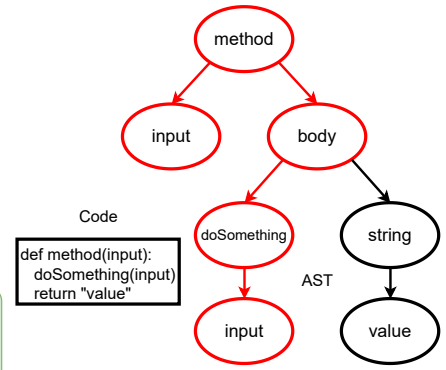 method
input
body
Code
doSomething
string
def method(input):
doSomething(input)
return "value"
AST
input
value